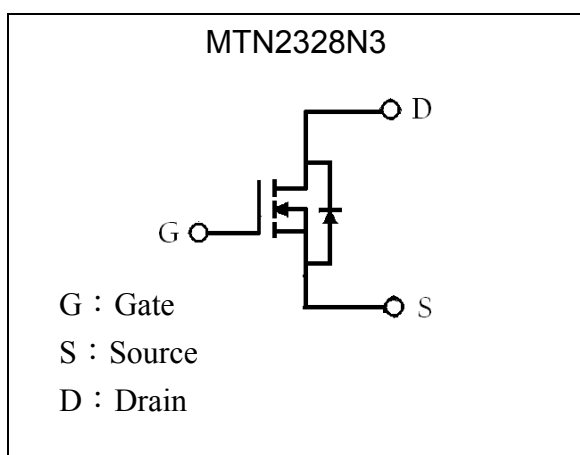 MTN2328N3
D
G
S
G：Gate
S：Source
D：Drain